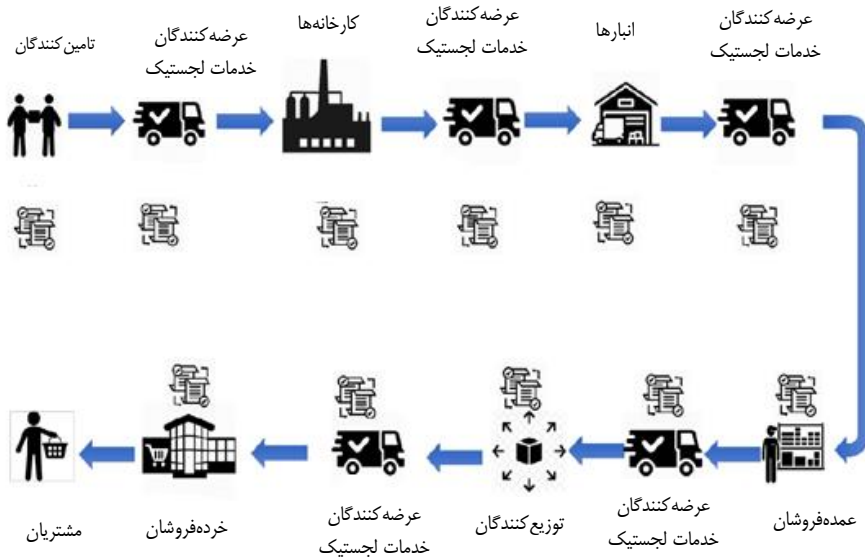 تامین‌کنندگان
عرضه‌کنندگان
خدمات لجستیک
کارخانه‌ها
عرضه‌کنندگان
خدمات لجستیک
انبارها
عرضه‌کنندگان
خدمات لجستیک
عمده‌فروشان
عرضه‌کنندگان
خدمات لجستیک
توزیع‌کنندگان
عرضه‌کنندگان
خدمات لجستیک
خرده‌فروشان
مشتریان